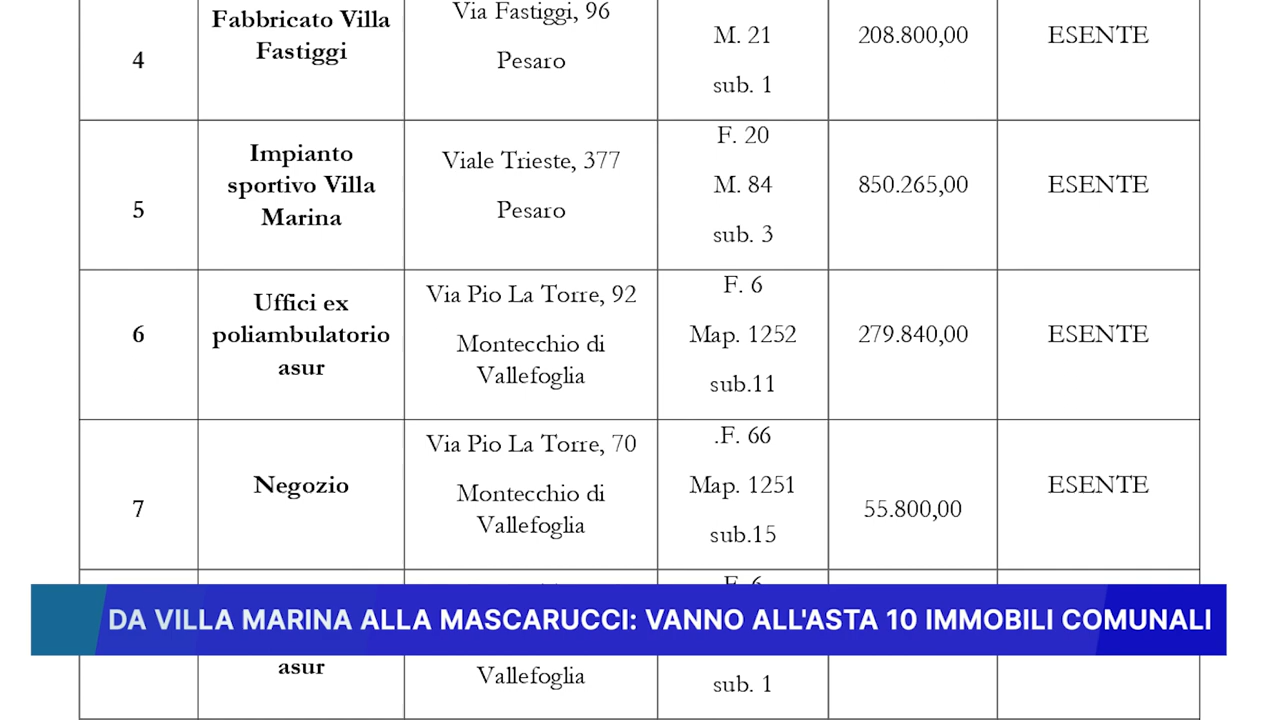 4
Fabbricato Villa
Fastiggi
Via Fastiggi, 96
Pesaro
M. 21
sub. 1
208.800,00
ESENTE
5
Impianto
sportivo Villa
Marina
Viale Trieste, 377
Pesaro
F. 20
M. 84
sub. 3
850.265,00
ESENTE
6
Uffici ex
poliambulatorio
asur
Via Pio La Torre, 92
Montecchio di
Vallefoglia
F. 6
Map. 1252
sub.11
279.840,00
ESENTE
7
Negozio
Via Pio La Torre, 70
Montecchio di
Vallefoglia
.F. 66
Map. 1251
sub.15
55.800,00
ESENTE
F. 6
DA VILLA MARINA ALLA MASCARUCCI: VANNO ALL'ASTA 10 IMMOBILI COMUNALI
asur
Vallefoglia
sub. 1